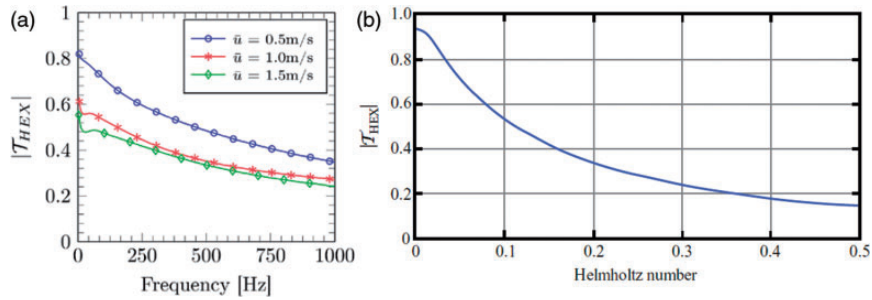 (a)
1
0.8
0.6
0.4
0.2
0
0
250
500
750
1000
|𝒯_HEX|
Frequency [Hz]
ū = 0.5m/s
ū = 1.0m/s
ū = 1.5m/s
(b)
1.0
0.8
0.6
0.4
0.2
0
0
0.1
0.2
0.3
0.4
0.5
|𝒯_HEX|
Helmholtz number